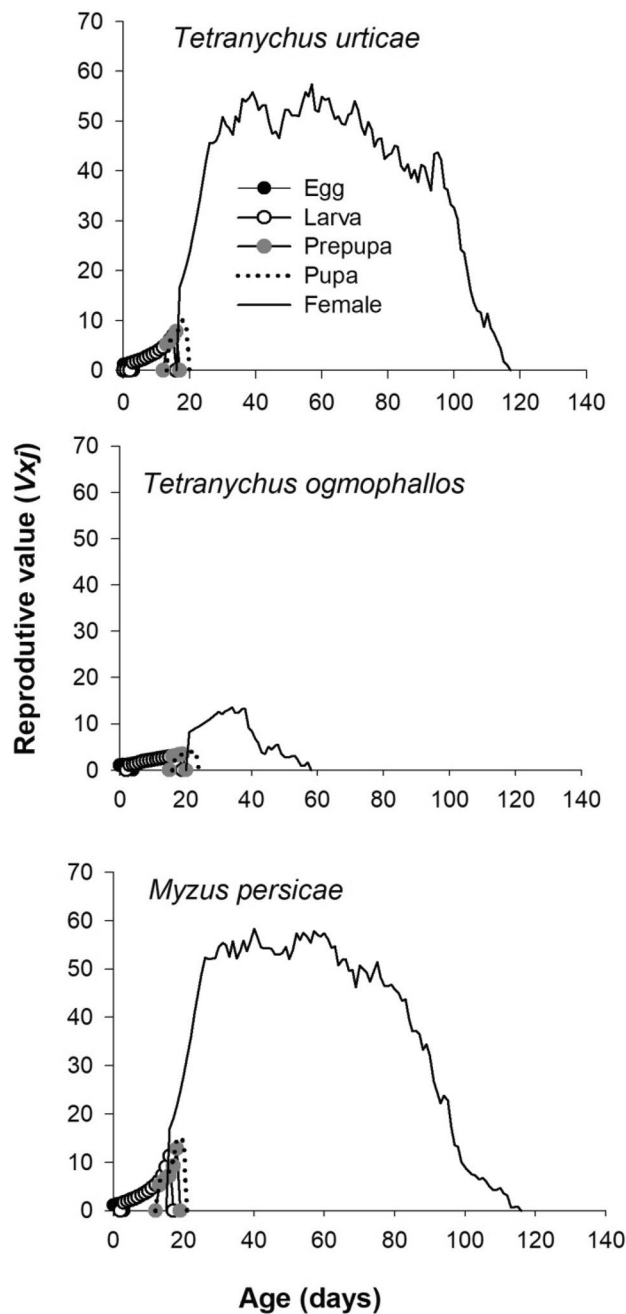 Tetranychus urticae
70
60
50
40
30
20
10
0
Egg
Larva
Prepupa
Pupa
Female
0 20 40 60 80 100 120 140
Reprodutive value (Vxj)
Tetranychus ogmophallos
70
60
50
40
30
20
10
0
0 20 40 60 80 100 120 140
Myzus persicae
70
60
50
40
30
20
10
0
0 20 40 60 80 100 120 140
Age (days)